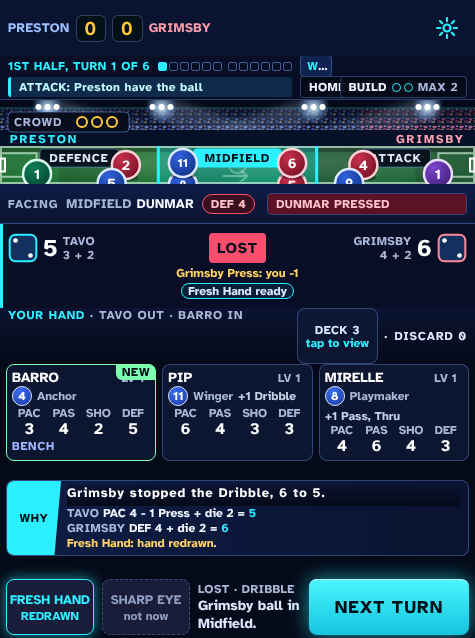 PRESTON 0 0 GRIMSBY
1ST HALF, TURN 1 OF 6
W...
ATTACK: Preston have the ball
BUILD MAX 2
CROWD
PRESTON GRIMSBY
DEFENCE MIDFIELD
1 2 11 6 4 1
FACING MIDFIELD DUNMAR DEF 4 DUNMAR PRESSED
5 TAVO
3 + 2
LOST
GRIMSBY 6
4 + 2
Grimsby Press: you -1
Fresh Hand ready
YOUR HAND · TAVO OUT · BARRO IN
DECK 3
tap to view
· DISCARD 0
BARRO NEW
4 Anchor
PAC PAS SHO DEF
3 4 2 5
BENCH
PIP LV 1
11 Winger +1 Dribble
PAC PAS SHO DEF
6 4 3 3
MIRELLE LV 1
8 Playmaker
+1 Pass, Thru
PAC PAS SHO DEF
4 6 4 3
WHY
Grimsby stopped the Dribble, 6 to 5.
TAVO PAC 4 - 1 Press + die 2 = 5
GRIMSBY DEF 4 + die 2 = 6
Fresh Hand: hand redrawn.
FRESH HAND
REDRAWN
SHARP EYE
not now
LOST · DRIBBLE
Grimsby ball in
Midfield.
NEXT TURN